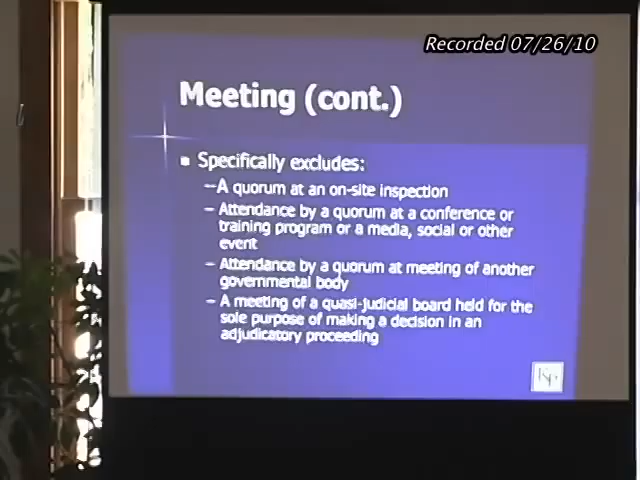 Recorded 07/26/10
Meeting (cont.)
Specifically excludes:
–A quorum at an on-site inspection
– Attendance by a quorum at a conference or
training program or a media, social or other
event
– Attendance by a quorum at meeting of another
governmental body
– A meeting of a quasi-judicial board held for the
sole purpose of making a decision in an
adjudicatory proceeding